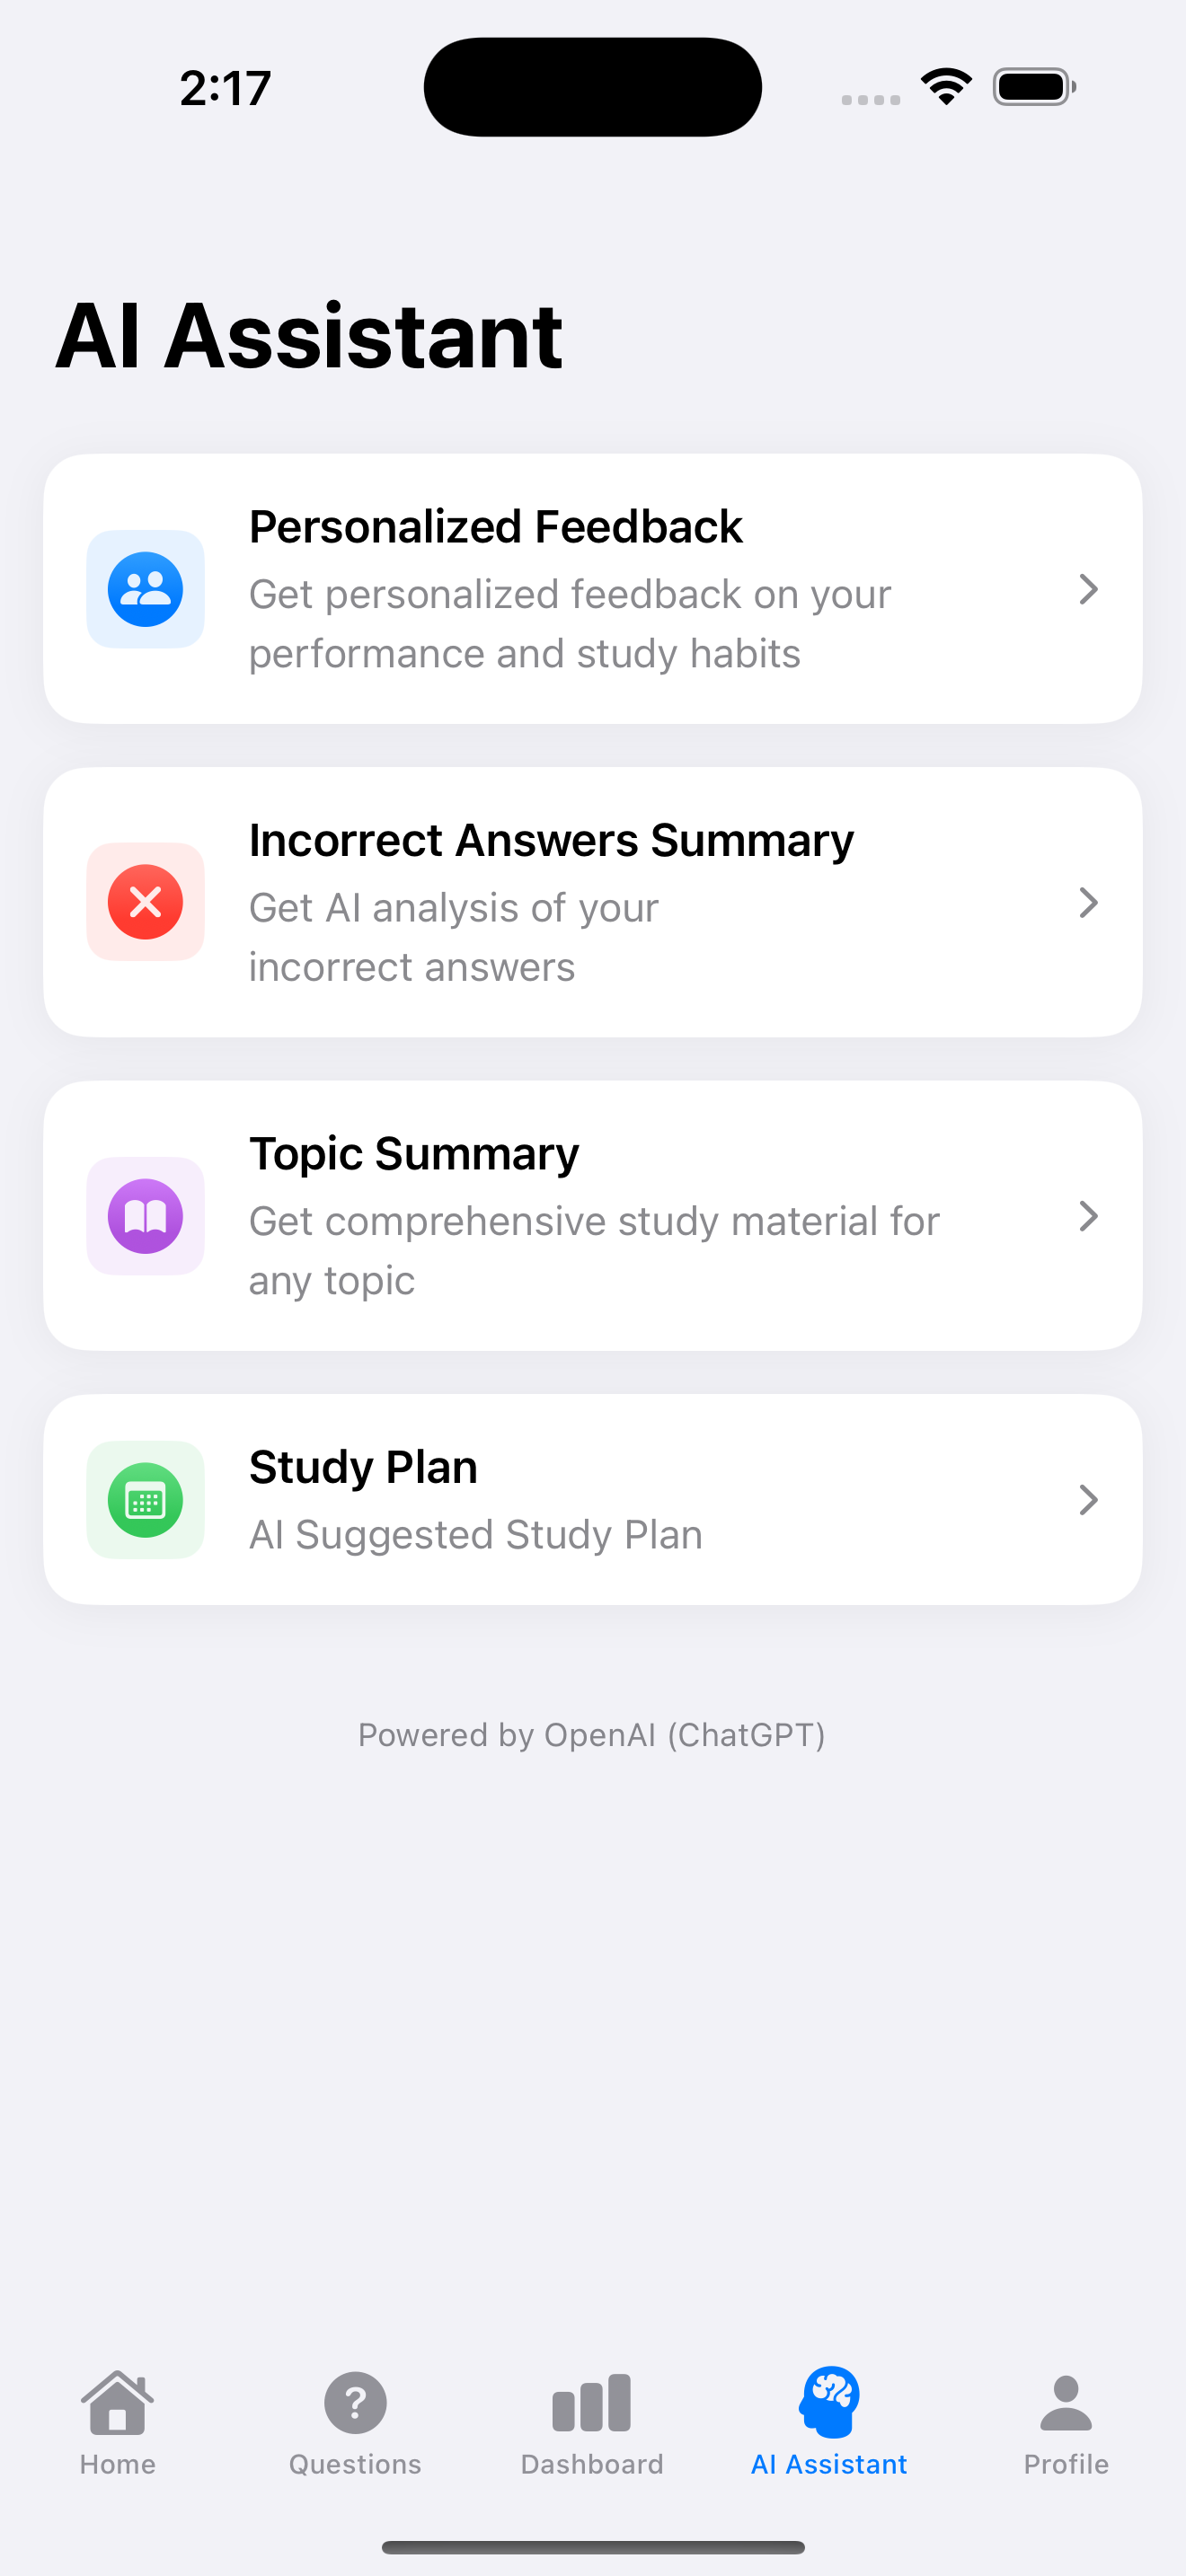 2:17
AI Assistant
Personalized Feedback
Get personalized feedback on your
performance and study habits
Incorrect Answers Summary
Get AI analysis of your
incorrect answers
Topic Summary
Get comprehensive study material for
any topic
Study Plan
AI Suggested Study Plan
Powered by OpenAI (ChatGPT)
Home
Questions
Dashboard
AI Assistant
Profile